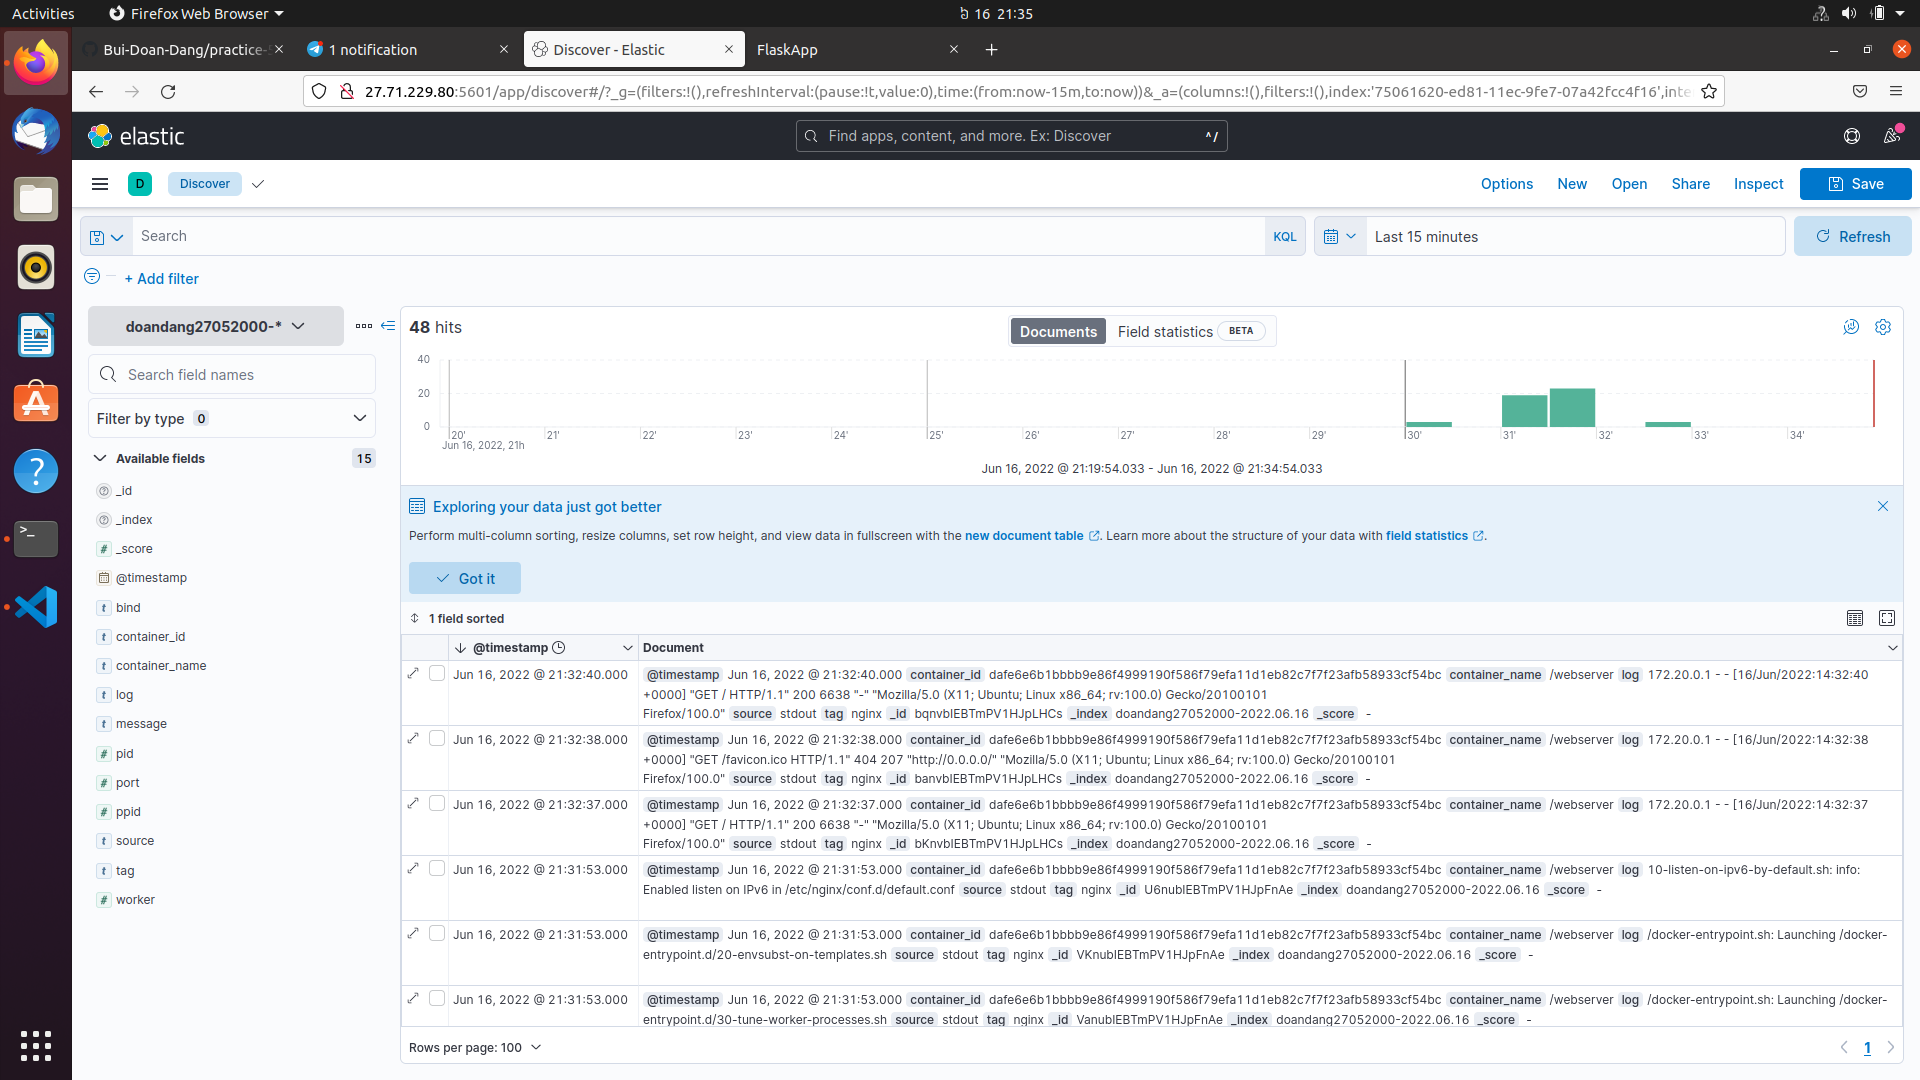 Activities
Firefox Web Browser
16 21:35
Bui-Doan-Dang/practice-
1 notification
Discover - Elastic
FlaskApp
27.71.229.80:5601/app/discover#/?_g=(filters:!(),refreshInterval:(pause:!t,value:0),time:(from:now-15m,to:now))&_a=(columns:!(),filters:!(),index:'75061620-ed81-11ec-9fe7-07a42fcc4f16',inte
elastic
Find apps, content, and more. Ex: Discover
^/
D
Discover
Options
New
Open
Share
Inspect
Save
Search
KQL
Last 15 minutes
Refresh
+ Add filter
doandang27052000-*
Search field names
Filter by type 0
Available fields 15
_id
_index
# _score
@timestamp
t bind
t container_id
t container_name
t log
t message
# pid
# port
# ppid
t source
t tag
# worker
48 hits
Documents
Field statistics BETA
40
20
0
20' 21' 22' 23' 24' 25' 26' 27' 28' 29' 30' 31' 32' 33' 34'
Jun 16, 2022, 21h
Jun 16, 2022 @ 21:19:54.033 - Jun 16, 2022 @ 21:34:54.033
Exploring your data just got better
Perform multi-column sorting, resize columns, set row height, and view data in fullscreen with the new document table . Learn more about the structure of your data with field statistics .
Got it
1 field sorted
@timestamp
Document
Jun 16, 2022 @ 21:32:40.000 @timestamp Jun 16, 2022 @ 21:32:40.000 container_id dafe6e6b1bbbb9e86f4999190f586f79efa11d1eb82c7f7f23afb58933cf54bc container_name /webserver log 172.20.0.1 - - [16/Jun/2022:14:32:40
+0000] "GET / HTTP/1.1" 200 6638 "-" "Mozilla/5.0 (X11; Ubuntu; Linux x86_64; rv:100.0) Gecko/20100101
Firefox/100.0" source stdout tag nginx _id bqnvbIEBTmPV1HJpLHCs _index doandang27052000-2022.06.16 _score -
Jun 16, 2022 @ 21:32:38.000 @timestamp Jun 16, 2022 @ 21:32:38.000 container_id dafe6e6b1bbbb9e86f4999190f586f79efa11d1eb82c7f7f23afb58933cf54bc container_name /webserver log 172.20.0.1 - - [16/Jun/2022:14:32:38
+0000] "GET /favicon.ico HTTP/1.1" 404 207 "http://0.0.0.0/" "Mozilla/5.0 (X11; Ubuntu; Linux x86_64; rv:100.0) Gecko/20100101
Firefox/100.0" source stdout tag nginx _id banvbIEBTmPV1HJpLHCs _index doandang27052000-2022.06.16 _score -
Jun 16, 2022 @ 21:32:37.000 @timestamp Jun 16, 2022 @ 21:32:37.000 container_id dafe6e6b1bbbb9e86f4999190f586f79efa11d1eb82c7f7f23afb58933cf54bc container_name /webserver log 172.20.0.1 - - [16/Jun/2022:14:32:37
+0000] "GET / HTTP/1.1" 200 6638 "-" "Mozilla/5.0 (X11; Ubuntu; Linux x86_64; rv:100.0) Gecko/20100101
Firefox/100.0" source stdout tag nginx _id bKnvbIEBTmPV1HJpLHCs _index doandang27052000-2022.06.16 _score -
Jun 16, 2022 @ 21:31:53.000 @timestamp Jun 16, 2022 @ 21:31:53.000 container_id dafe6e6b1bbbb9e86f4999190f586f79efa11d1eb82c7f7f23afb58933cf54bc container_name /webserver log 10-listen-on-ipv6-by-default.sh: info:
Enabled listen on IPv6 in /etc/nginx/conf.d/default.conf source stdout tag nginx _id U6nubIEBTmPV1HJpFnAe _index doandang27052000-2022.06.16 _score -
Jun 16, 2022 @ 21:31:53.000 @timestamp Jun 16, 2022 @ 21:31:53.000 container_id dafe6e6b1bbbb9e86f4999190f586f79efa11d1eb82c7f7f23afb58933cf54bc container_name /webserver log /docker-entrypoint.sh: Launching /docker-
entrypoint.d/20-envsubst-on-templates.sh source stdout tag nginx _id VKnubIEBTmPV1HJpFnAe _index doandang27052000-2022.06.16 _score -
Jun 16, 2022 @ 21:31:53.000 @timestamp Jun 16, 2022 @ 21:31:53.000 container_id dafe6e6b1bbbb9e86f4999190f586f79efa11d1eb82c7f7f23afb58933cf54bc container_name /webserver log /docker-entrypoint.sh: Launching /docker-
entrypoint.d/30-tune-worker-processes.sh source stdout tag nginx _id VanubIEBTmPV1HJpFnAe _index doandang27052000-2022.06.16 _score -
Rows per page: 100
1